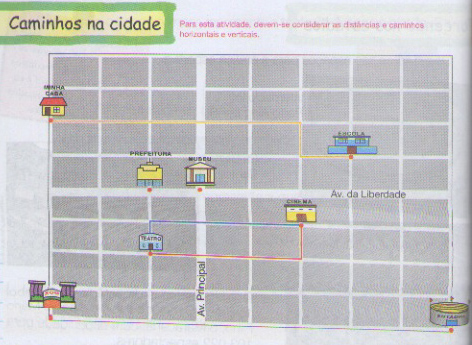 Caminhos na cidade
Para esta atividade, devem-se considerar as distâncias e caminhos
horizontais e verticais.
MINHA
CASA
ESCOLA
PREFEITURA
MUSEU
Av. da Liberdade
CINEMA
TEATRO
Av. Principal